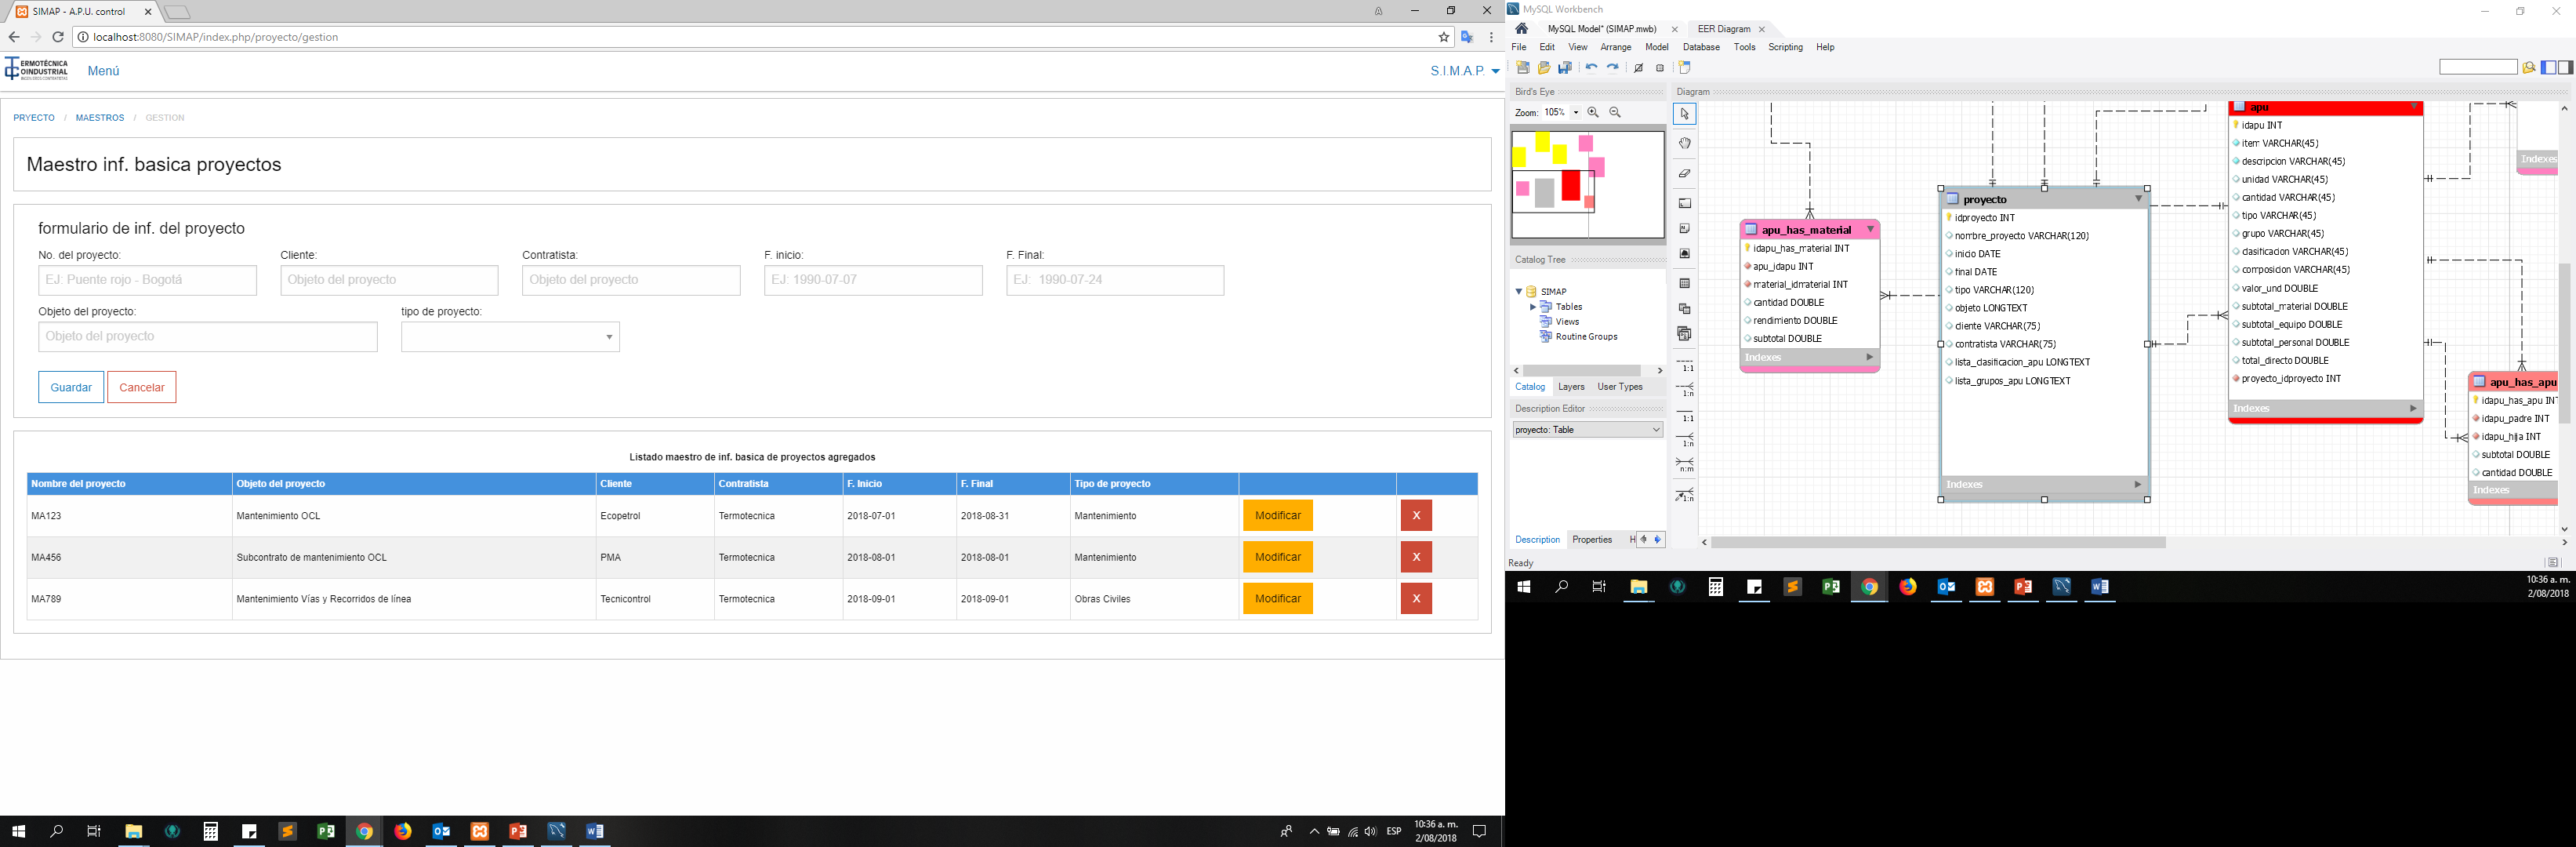 SIMAP - A.P.U. control
localhost:8080/SIMAP/index.php/proyecto/gestion
TERMOTÉCNICA
COINDUSTRIAL
Menú
S.I.M.A.P.
PRYECTO / MAESTROS / GESTION
Maestro inf. basica proyectos
formulario de inf. del proyecto
No. del proyecto:
Cliente:
Contratista:
F. inicio:
F. Final:
EJ: Puente rojo - Bogotá
Objeto del proyecto
Objeto del proyecto
EJ: 1990-07-07
EJ: 1990-07-24
Objeto del proyecto:
tipo de proyecto:
Objeto del proyecto
Guardar
Cancelar
Listado maestro de inf. basica de proyectos agregados
Nombre del proyecto Objeto del proyecto Cliente Contratista F. Inicio F. Final Tipo de proyecto
MA123 Mantenimiento OCL Ecopetrol Termotecnica 2018-07-01 2018-08-31 Mantenimiento Modificar X
MA456 Subcontrato de mantenimiento OCL PMA Termotecnica 2018-08-01 2018-08-01 Mantenimiento Modificar X
MA789 Mantenimiento Vías y Recorridos de línea Tecnicontrol Termotecnica 2018-09-01 2018-09-01 Obras Civiles Modificar X
ESP
10:36 a. m.
2/08/2018
MySQL Workbench
MySQL Model* (SIMAP.mwb)
EER Diagram
File Edit View Arrange Model Database Tools Scripting Help
Bird's Eye
Zoom: 105%
Catalog Tree
SIMAP
Tables
Views
Routine Groups
Catalog Layers User Types
Description Editor
proyecto: Table
Description Properties H
Ready
Diagram
1:1
1:n
1:1
1:n
n:m
1:n
apu_has_material
idapu_has_material INT
apu_idapu INT
material_idmaterial INT
cantidad DOUBLE
rendimiento DOUBLE
subtotal DOUBLE
Indexes
proyecto
idproyecto INT
nombre_proyecto VARCHAR(120)
inicio DATE
final DATE
tipo VARCHAR(120)
objeto LONGTEXT
cliente VARCHAR(75)
contratista VARCHAR(75)
lista_clasificacion_apu LONGTEXT
lista_grupos_apu LONGTEXT
Indexes
apu
idapu INT
item VARCHAR(45)
descripcion VARCHAR(45)
unidad VARCHAR(45)
cantidad VARCHAR(45)
tipo VARCHAR(45)
grupo VARCHAR(45)
clasificacion VARCHAR(45)
composicion VARCHAR(45)
valor_und DOUBLE
subtotal_material DOUBLE
subtotal_equipo DOUBLE
subtotal_personal DOUBLE
total_directo DOUBLE
proyecto_idproyecto INT
Indexes
Indexes
apu_has_apu
idapu_has_apu INT
idapu_padre INT
idapu_hija INT
subtotal DOUBLE
cantidad DOUBLE
Indexes
10:36 a. m.
2/08/2018